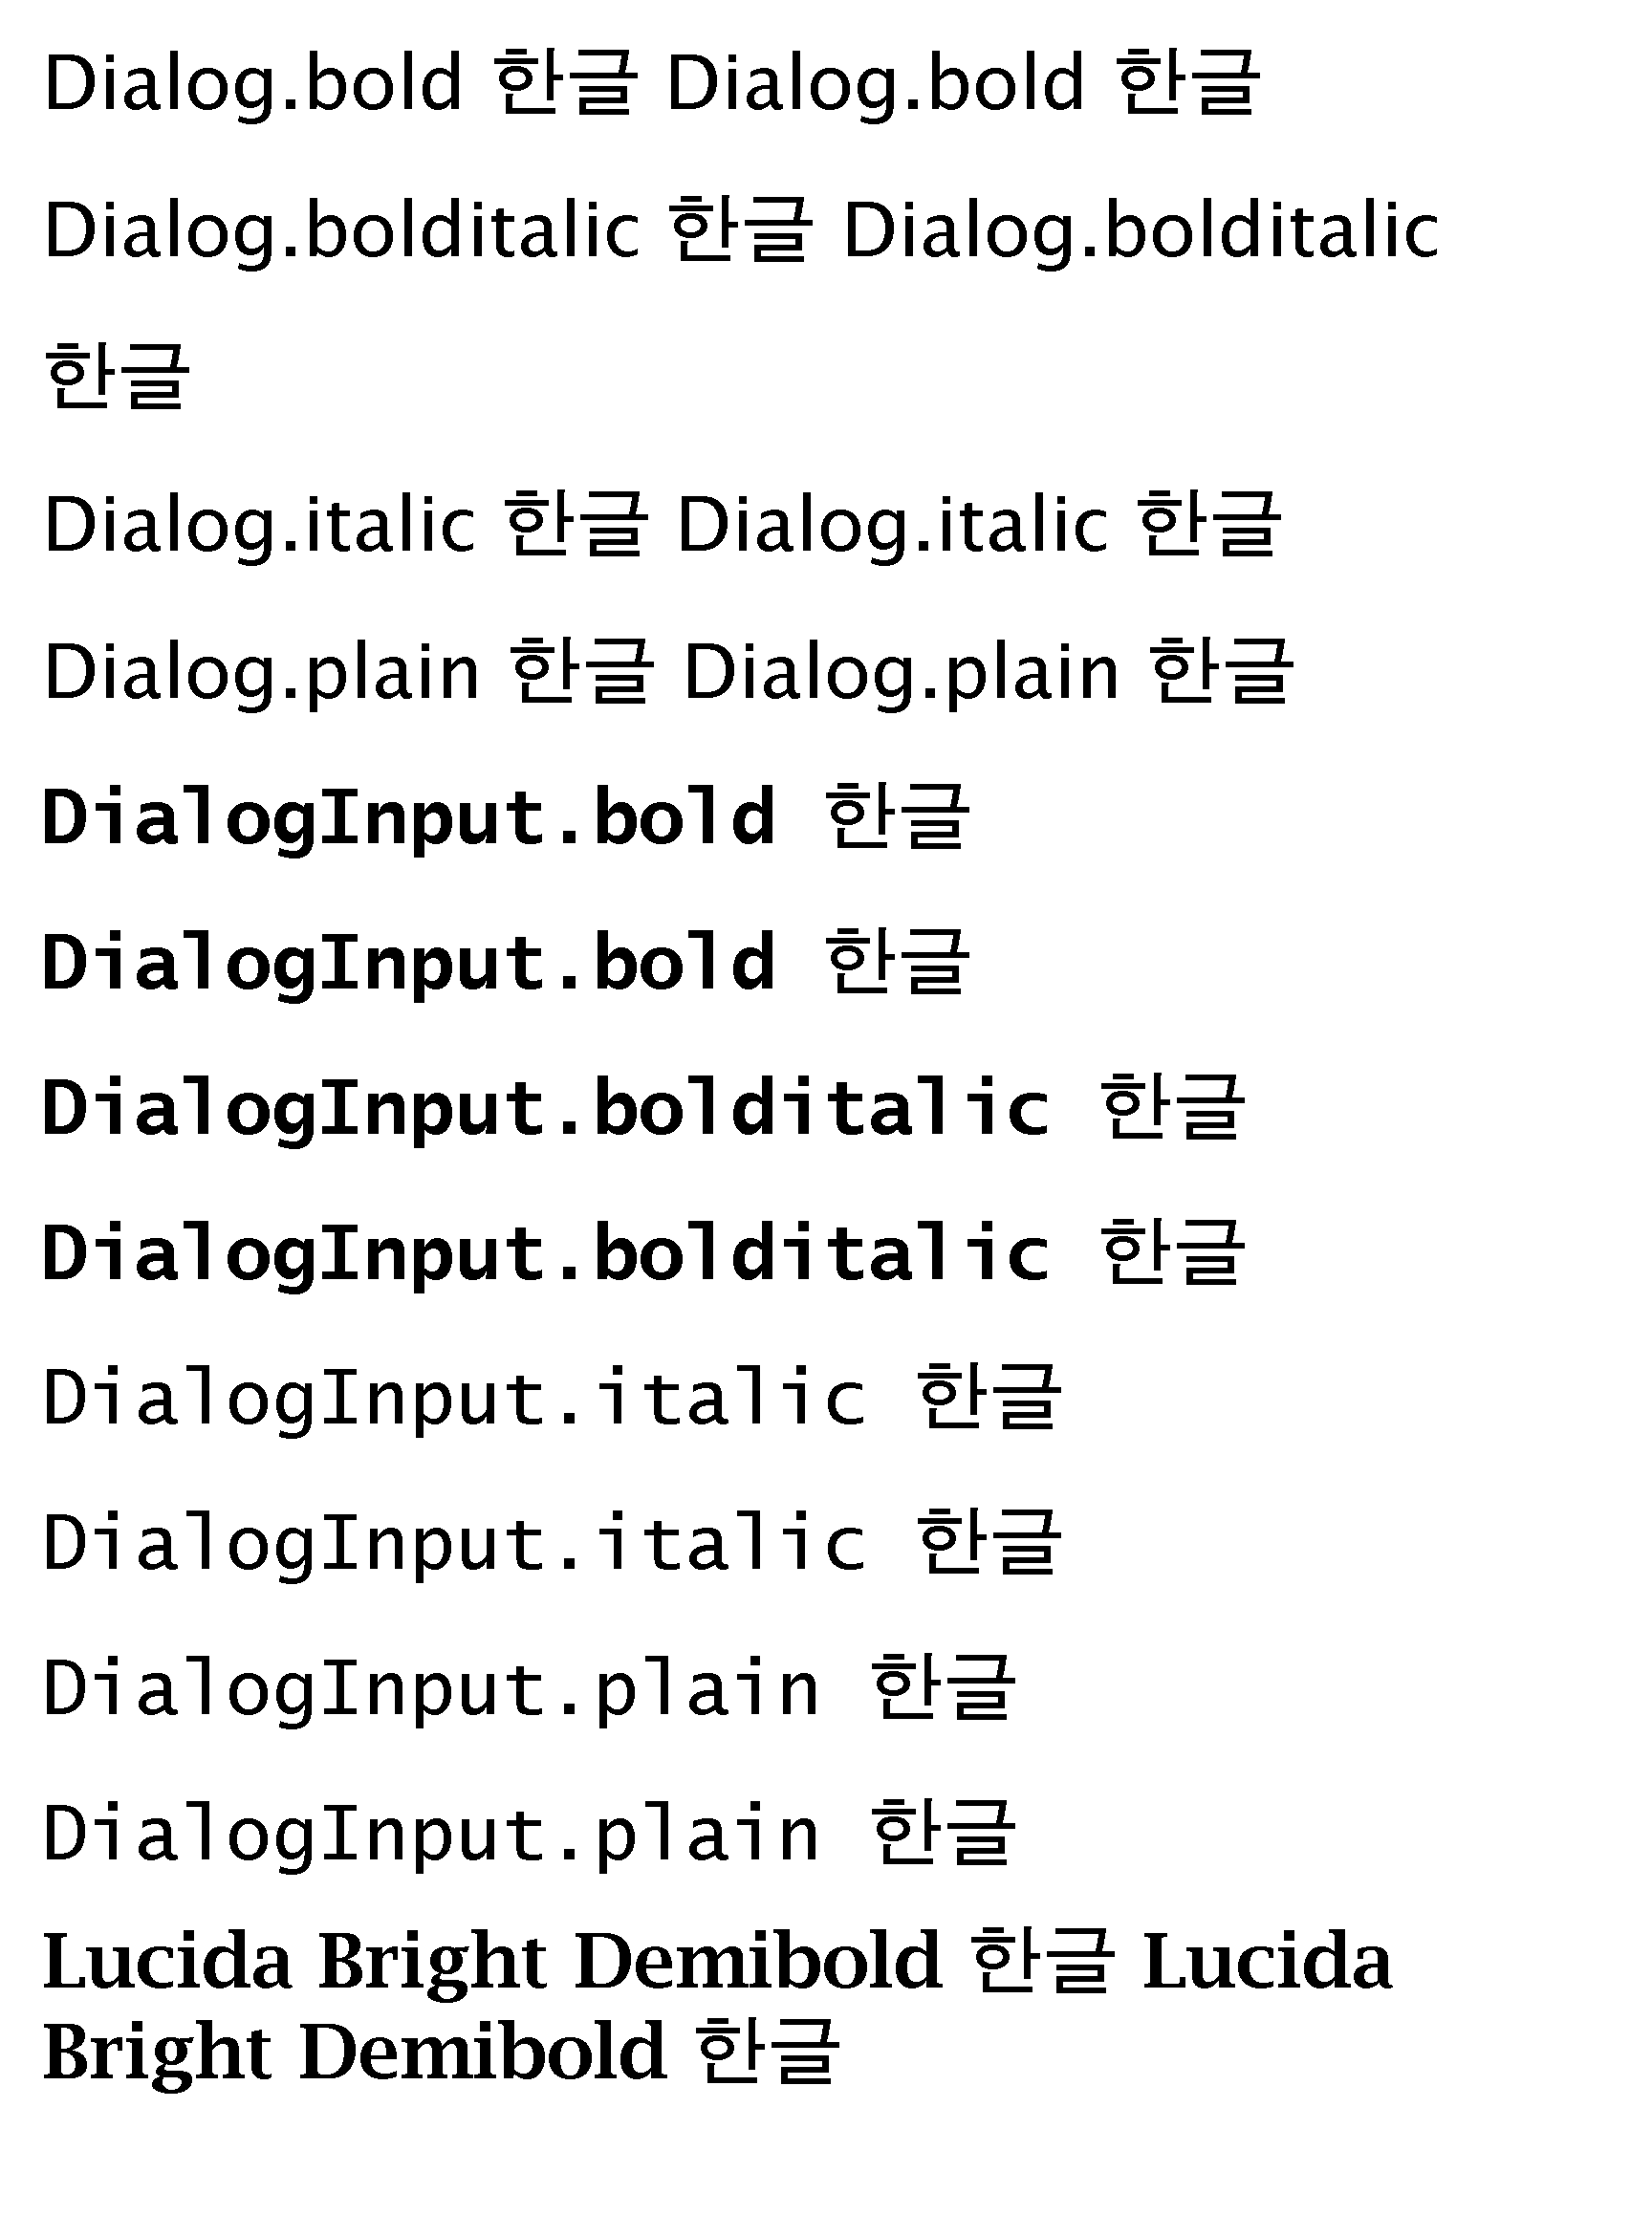 Dialog.bold 한글 Dialog.bold 한글
Dialog.bolditalic 한글 Dialog.bolditalic
한글
Dialog.italic 한글 Dialog.italic 한글
Dialog.plain 한글 Dialog.plain 한글
DialogInput.bold 한글
DialogInput.bold 한글
DialogInput.bolditalic 한글
DialogInput.bolditalic 한글
DialogInput.italic 한글
DialogInput.italic 한글
DialogInput.plain 한글
DialogInput.plain 한글
Lucida Bright Demibold 한글 Lucida
Bright Demibold 한글